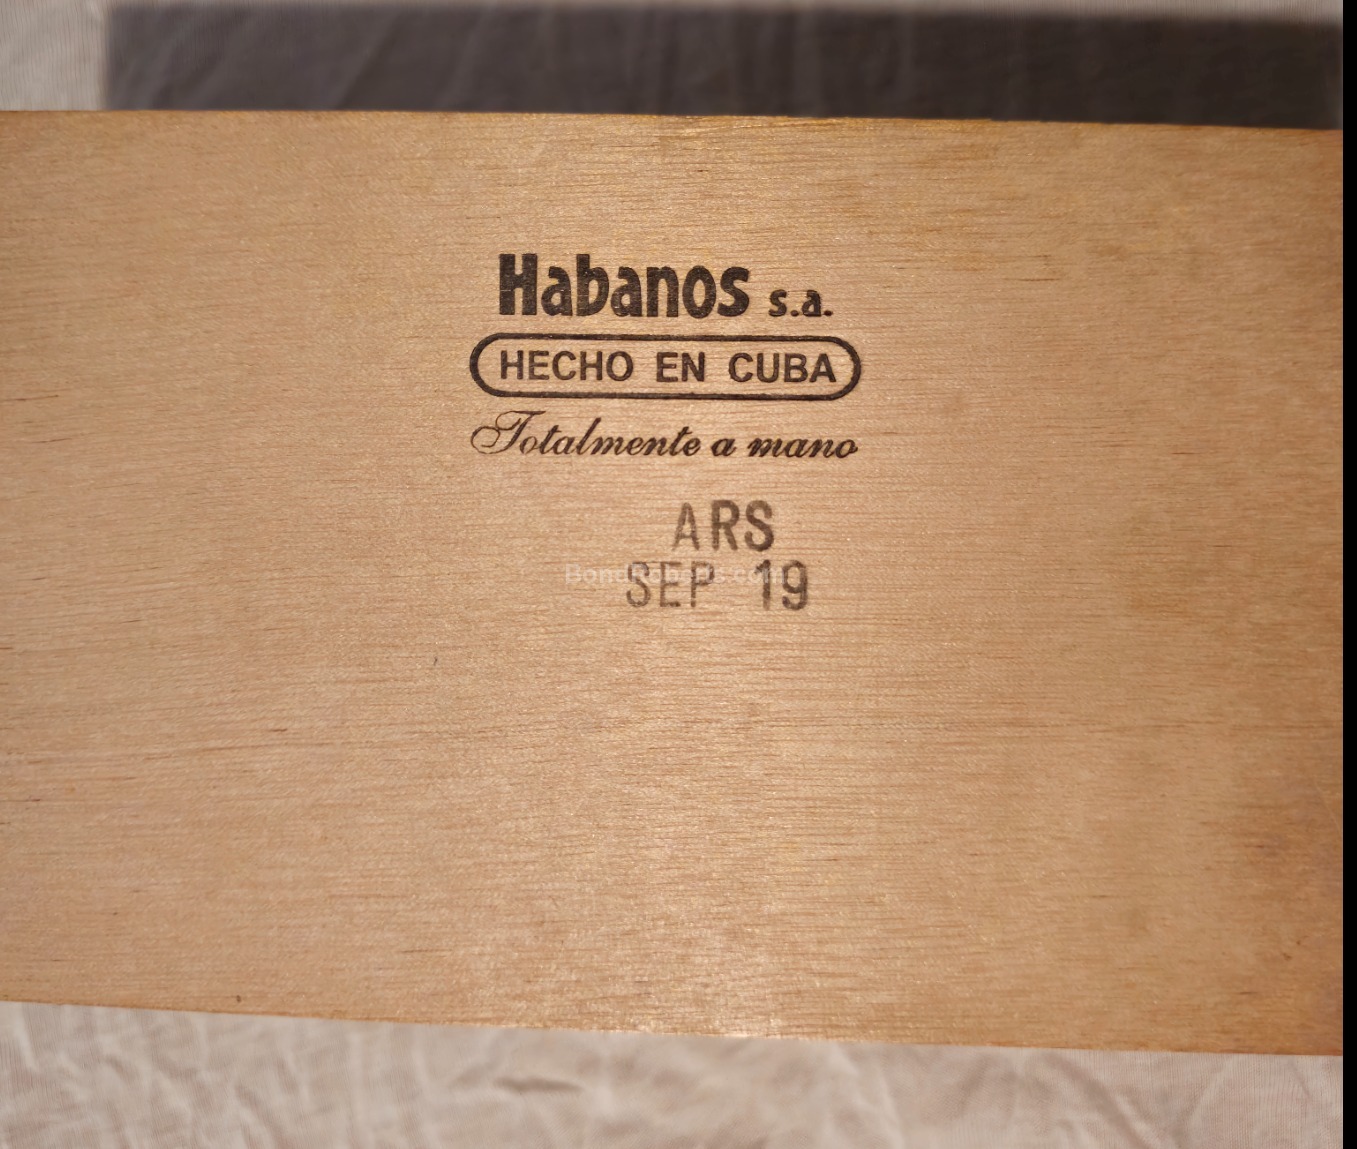 Habanos s.a.
HECHO EN CUBA
Totalmente a mano
ARS
SEP 19